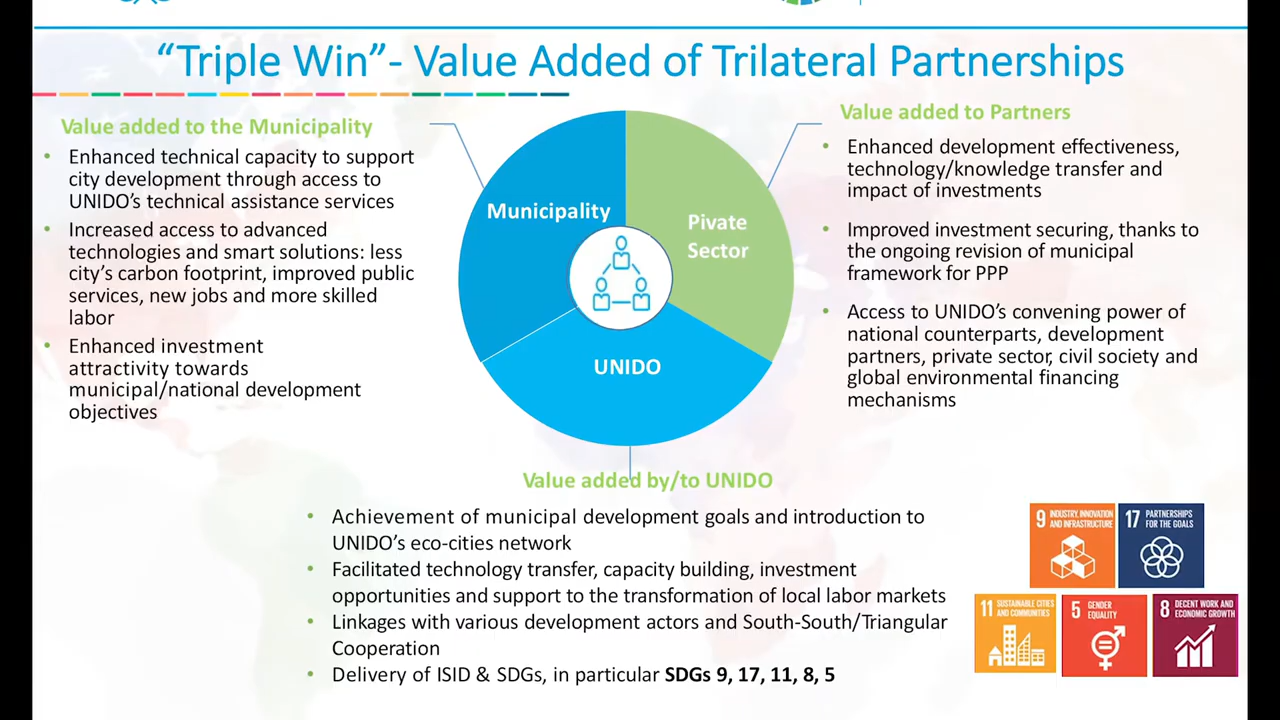 “Triple Win”- Value Added of Trilateral Partnerships
Value added to the Municipality
• Enhanced technical capacity to support
city development through access to
UNIDO’s technical assistance services
• Increased access to advanced
technologies and smart solutions: less
city’s carbon footprint, improved public
services, new jobs and more skilled
labor
• Enhanced investment
attractivity towards
municipal/national development
objectives
Municipality
Pivate
Sector
UNIDO
Value added to Partners
• Enhanced development effectiveness,
technology/knowledge transfer and
impact of investments
• Improved investment securing, thanks to
the ongoing revision of municipal
framework for PPP
• Access to UNIDO’s convening power of
national counterparts, development
partners, private sector, civil society and
global environmental financing
mechanisms
Value added by/to UNIDO
• Achievement of municipal development goals and introduction to
UNIDO’s eco-cities network
• Facilitated technology transfer, capacity building, investment
opportunities and support to the transformation of local labor markets
• Linkages with various development actors and South-South/Triangular
Cooperation
• Delivery of ISID & SDGs, in particular SDGs 9, 17, 11, 8, 5
9 INDUSTRY, INNOVATION
AND INFRASTRUCTURE
17 PARTNERSHIPS
FOR THE GOALS
11 SUSTAINABLE CITIES
AND COMMUNITIES
5 GENDER
EQUALITY
8 DECENT WORK AND
ECONOMIC GROWTH